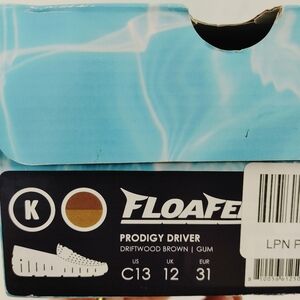 K
FLOAFE
PRODIGY DRIVER
DRIFTWOOD BROWN | GUM
US UK EUR
C13 12 31
LPN P